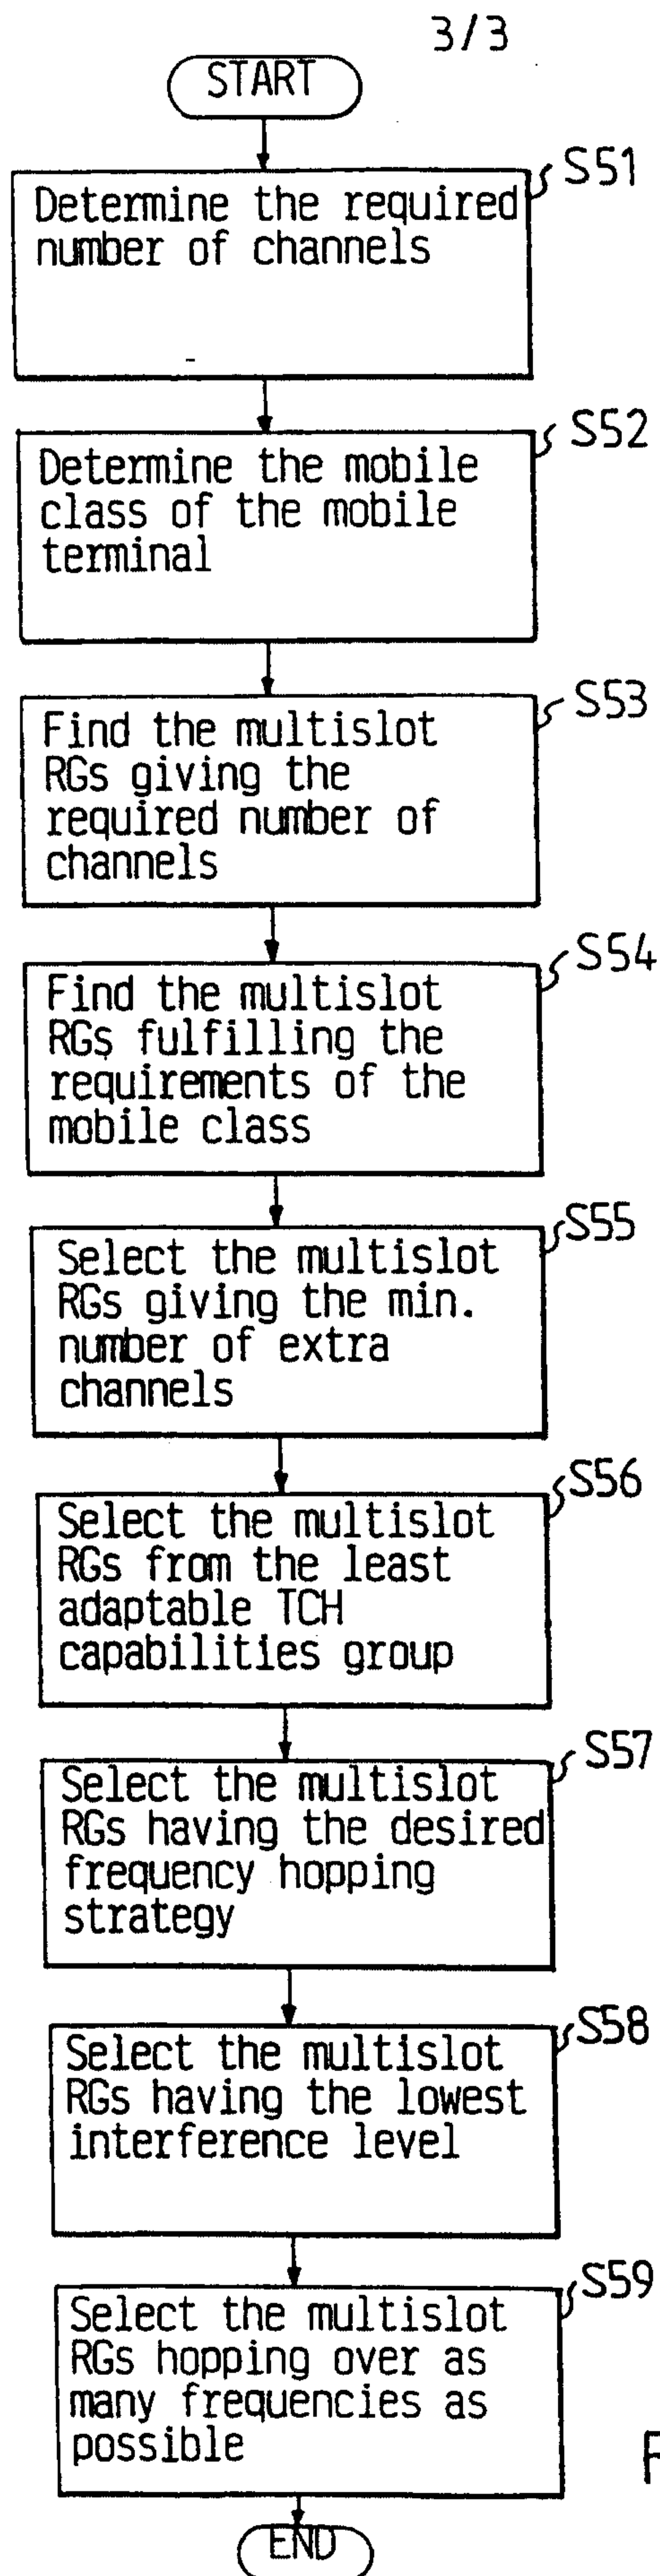 3/3
START
S51
Determine the required
number of channels
S52
Determine the mobile
class of the mobile
terminal
S53
Find the multislot
RGs giving the
required number of
channels
S54
Find the multislot
RGs fulfilling the
requirements of the
mobile class
S55
Select the multislot
RGs giving the min.
number of extra
channels
S56
Select the multislot
RGs from the least
adaptable TCH
capabilities group
S57
Select the multislot
RGs having the desired
frequency hopping
strategy
S58
Select the multislot
RGs having the lowest
interference level
S59
Select the multislot
RGs hopping over as
many frequencies as
possible
END